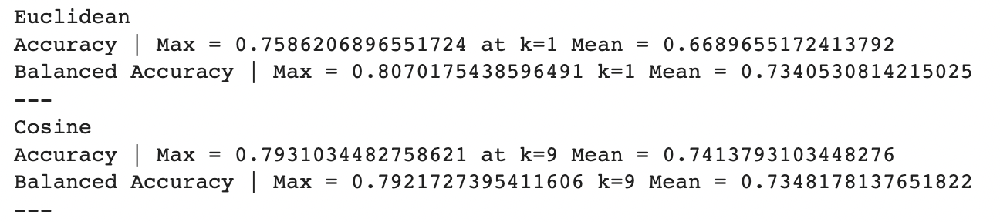 Euclidean
Accuracy | Max = 0.7586206896551724 at k=1 Mean = 0.6689655172413792
Balanced Accuracy | Max = 0.8070175438596491 k=1 Mean = 0.7340530814215025
---
Cosine
Accuracy | Max = 0.7931034482758621 at k=9 Mean = 0.7413793103448276
Balanced Accuracy | Max = 0.7921727395411606 k=9 Mean = 0.7348178137651822
---